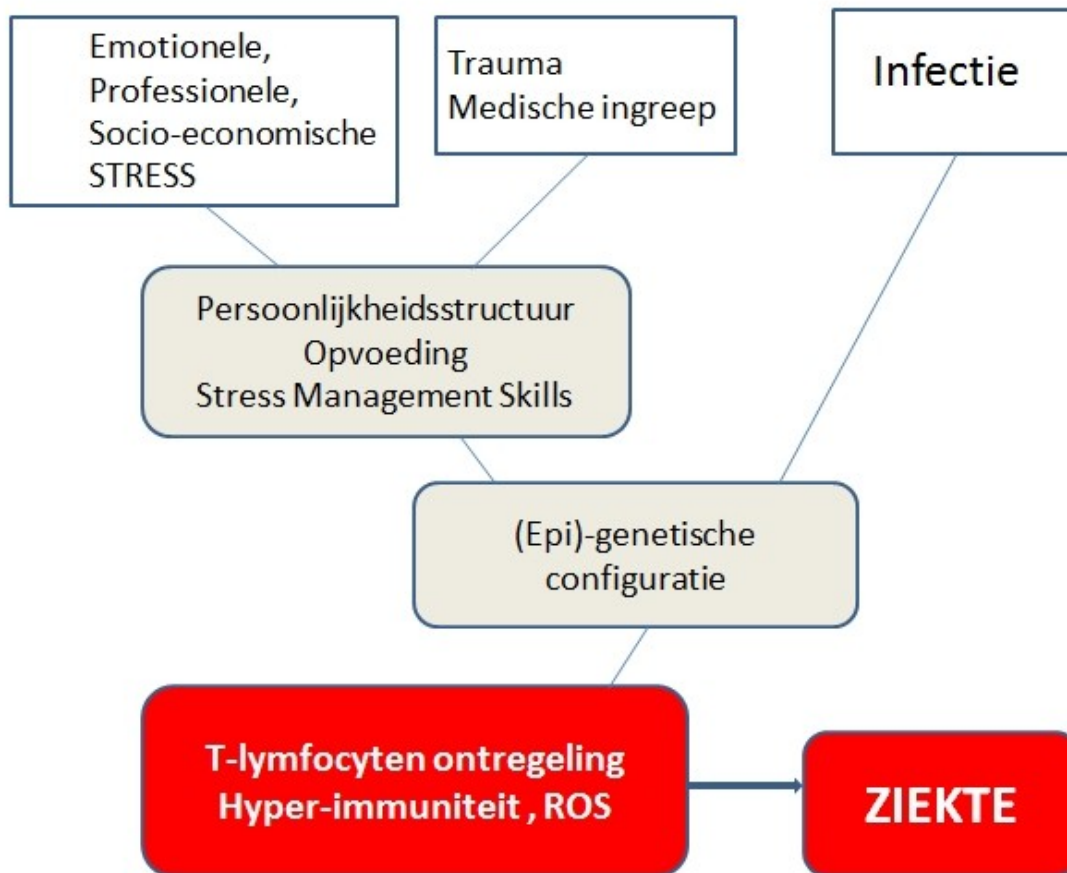 Emotionele,
Professionele,
Socio-economische
STRESS
Trauma
Medische ingreep
Infectie
Persoonlijkheidsstructuur
Opvoeding
Stress Management Skills
(Epi)-genetische
configuratie
T-lymfocyten ontregeling
Hyper-immuniteit , ROS
ZIEKTE